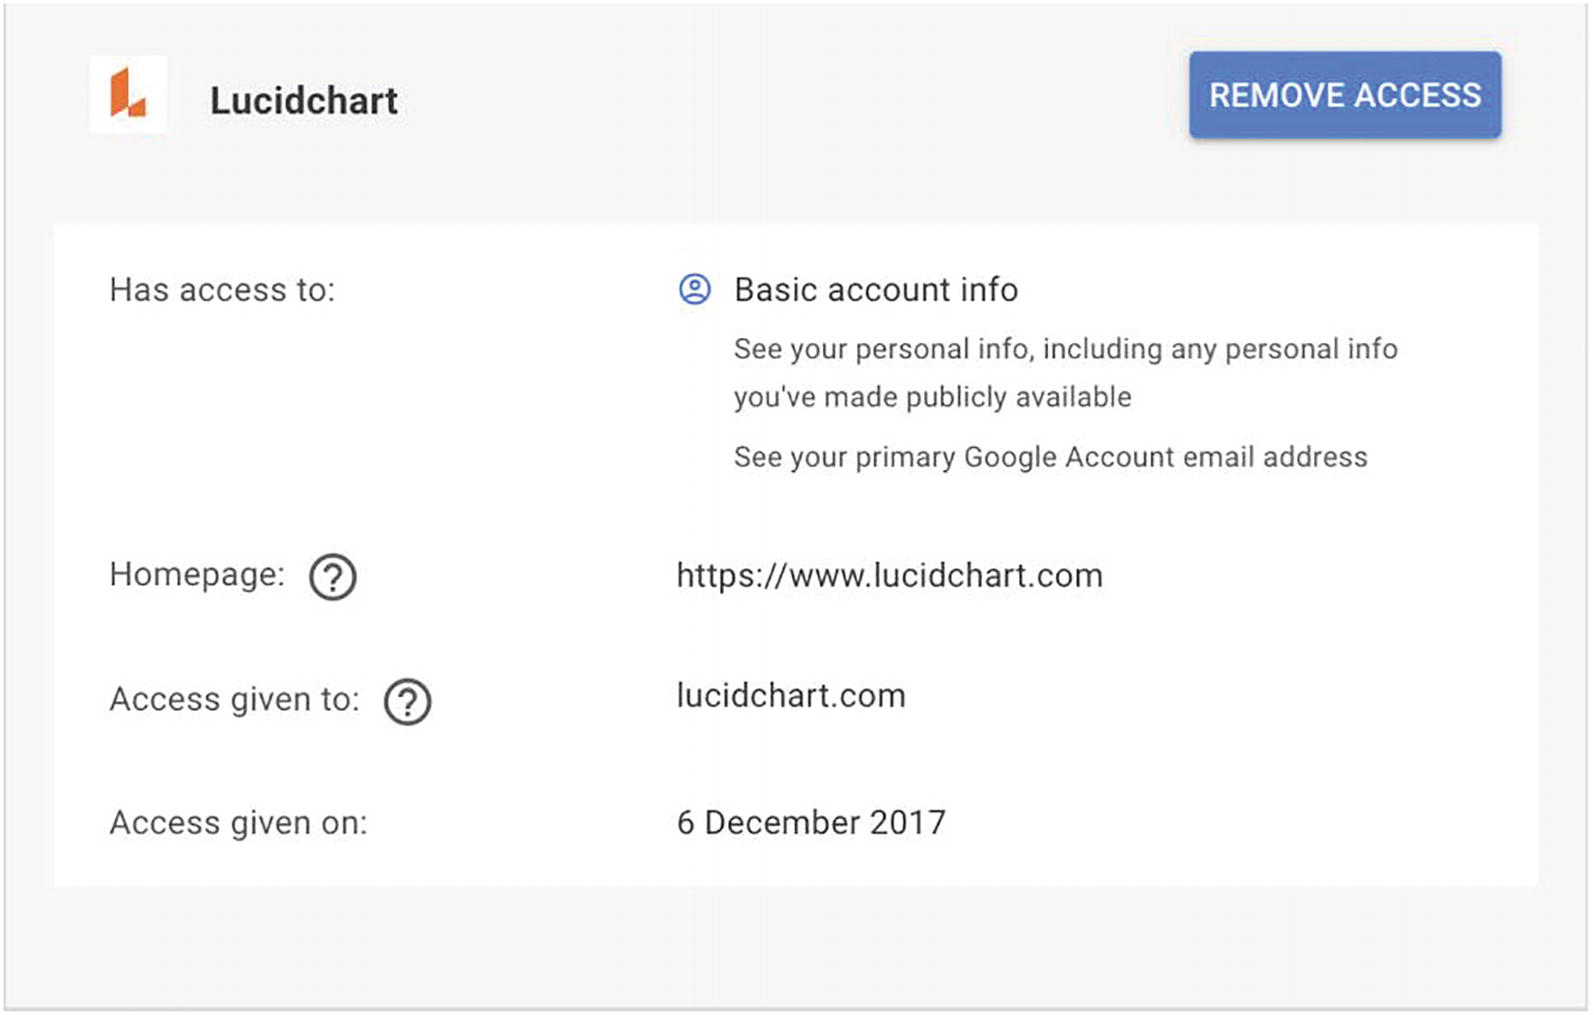 Lucidchart
REMOVE ACCESS
Has access to:
Basic account info
See your personal info, including any personal info
you've made publicly available
See your primary Google Account email address
Homepage: ?
https://www.lucidchart.com
Access given to: ?
lucidchart.com
Access given on:
6 December 2017